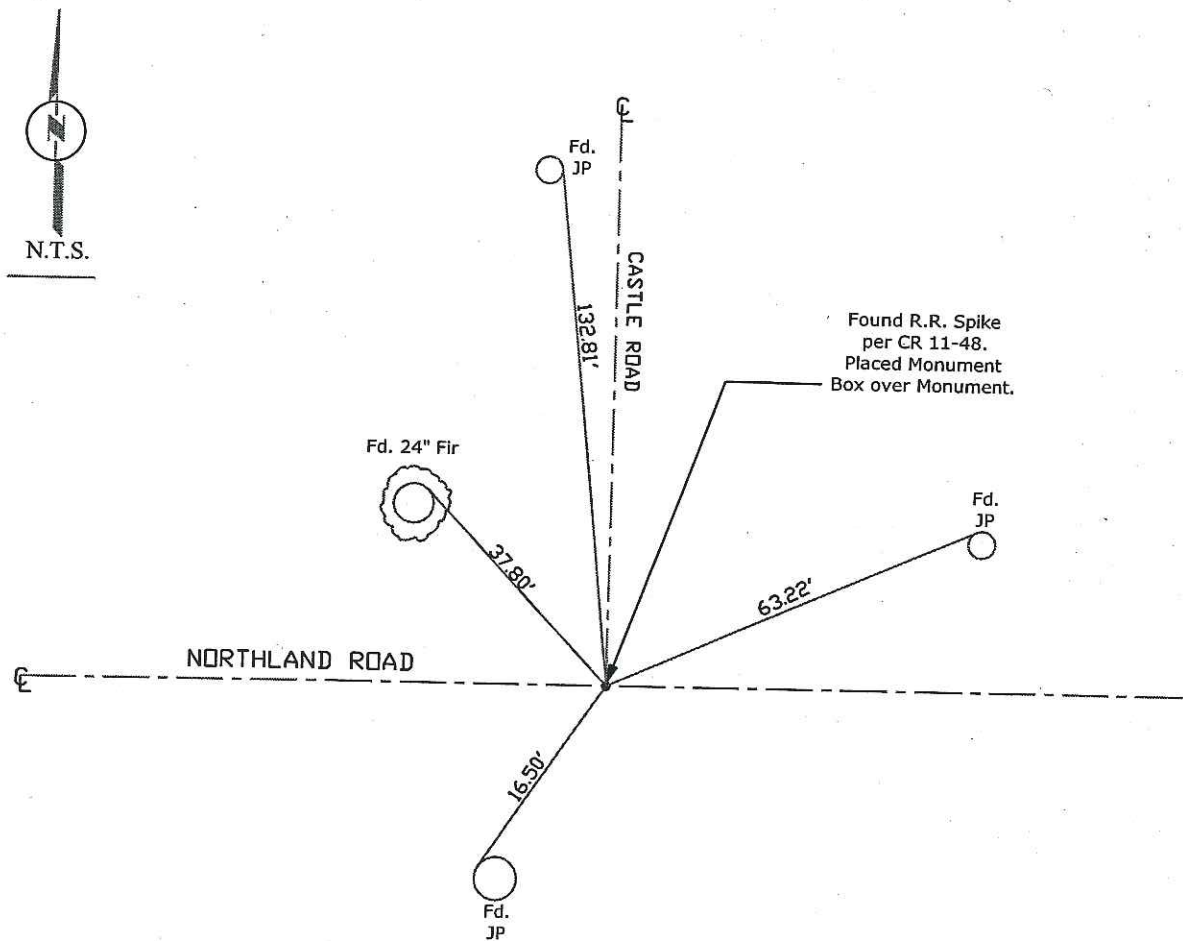 N
N.T.S.
℄
Fd.
JP
CASTLE ROAD
132.81'
Found R.R. Spike
per CR 11-48.
Placed Monument
Box over Monument.
Fd. 24" Fir
Fd.
JP
37.80'
63.22'
NORTHLAND ROAD
℄
16.50'
Fd.
JP